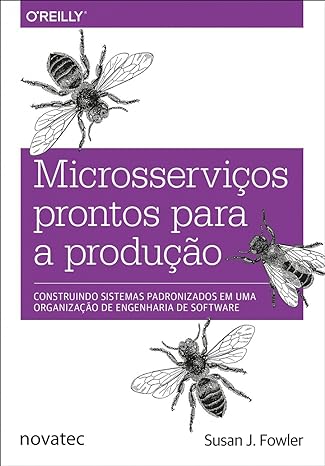 O'REILLY®
Microsserviços
prontos para
a produção
CONSTRUINDO SISTEMAS PADRONIZADOS EM UMA
ORGANIZAÇÃO DE ENGENHARIA DE SOFTWARE
novatec
Susan J. Fowler